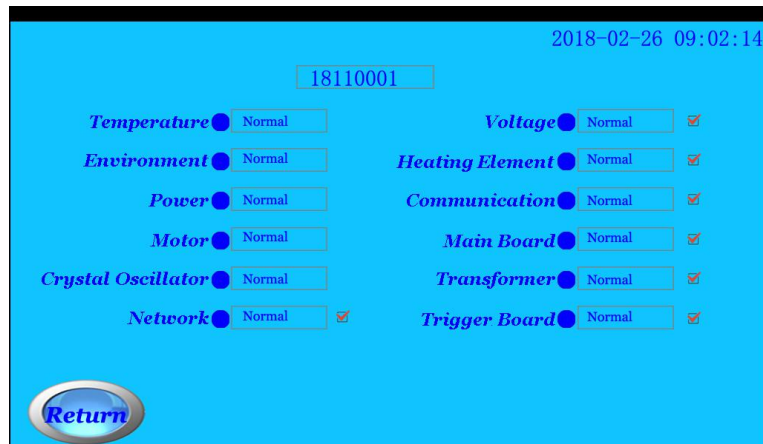 2018-02-26 09:02:14
18110001
Temperature Normal Voltage Normal
Environment Normal Heating Element Normal
Power Normal Communication Normal
Motor Normal Main Board Normal
Crystal Oscillator Normal Transformer Normal
Network Normal Trigger Board Normal
Return